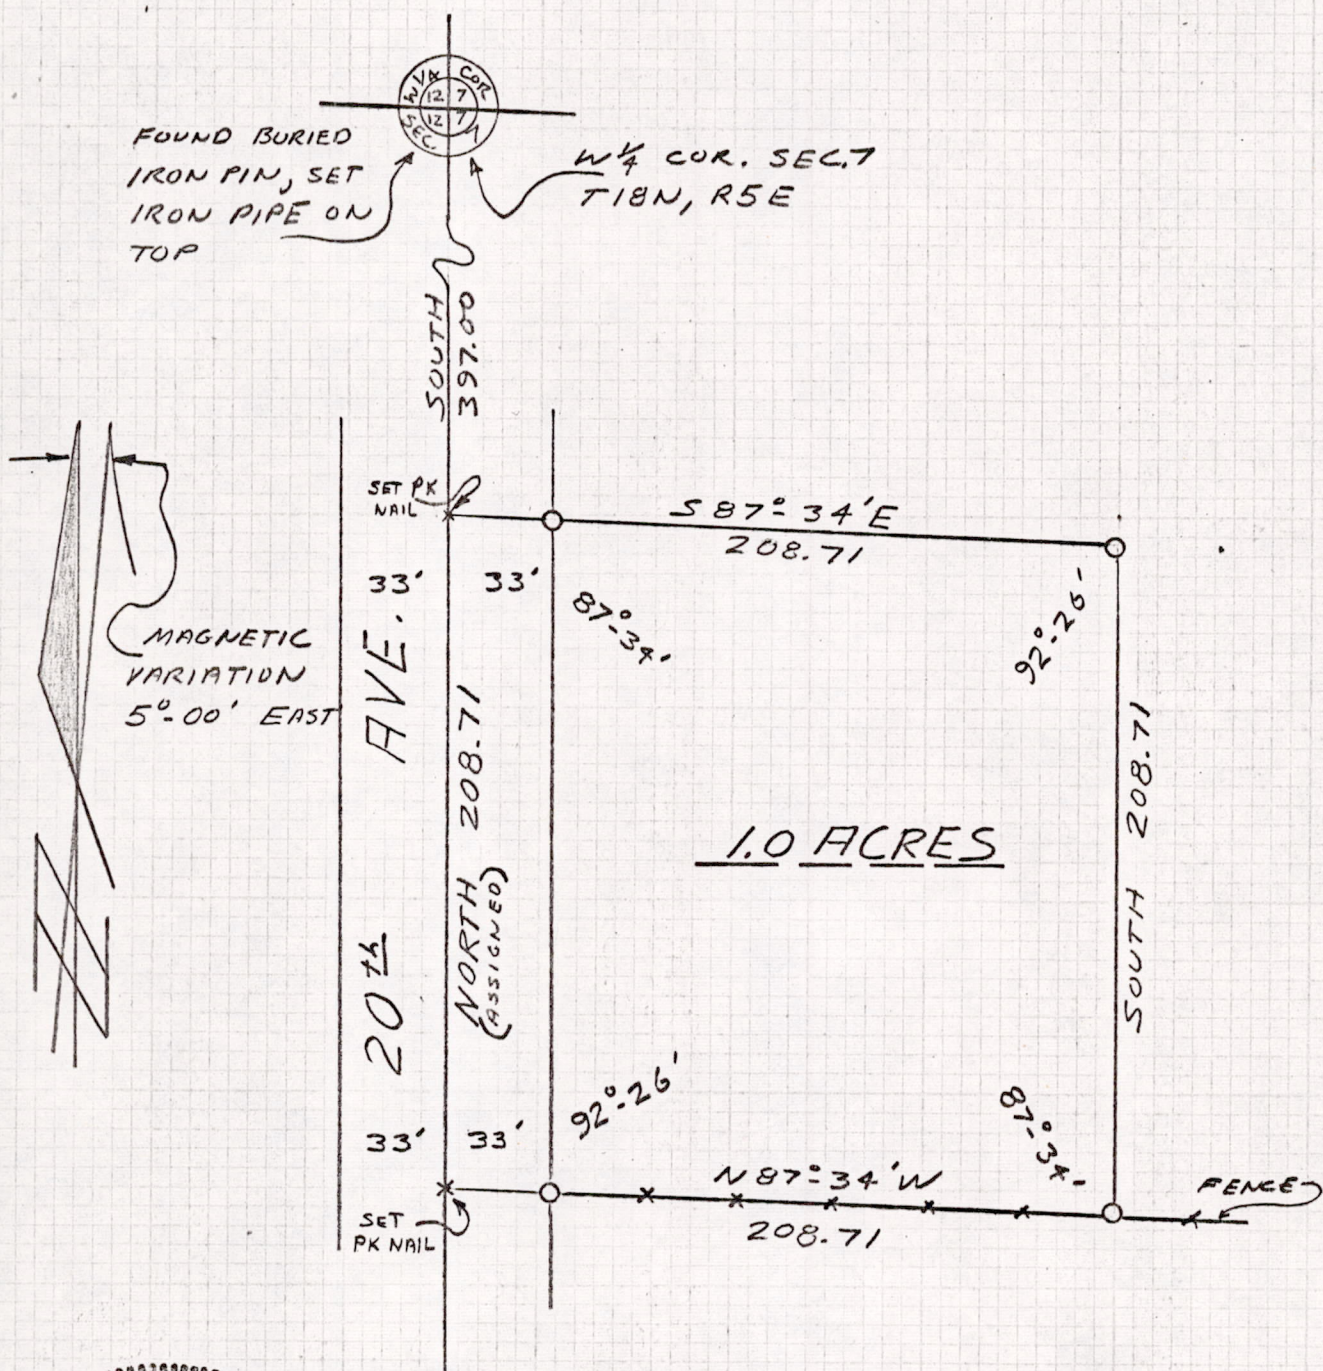 W 1/4 COR
12 7
12 7
SEC. 7
FOUND BURIED
IRON PIN, SET
IRON PIPE ON
TOP
W 1/4 COR. SEC. 7
T18N, R5E
SOUTH
397.00
SET PK
NAIL
S 87°-34' E
208.71
33'
33'
87°-34'
92°-26'
MAGNETIC
VARIATION
5°-00' EAST
20th AVE.
NORTH 208.71
(ASSIGNED)
1.0 ACRES
SOUTH 208.71
33'
33'
92°-26'
87°-34'
N 87°-34' W
208.71
FENCE
SET
PK NAIL
N